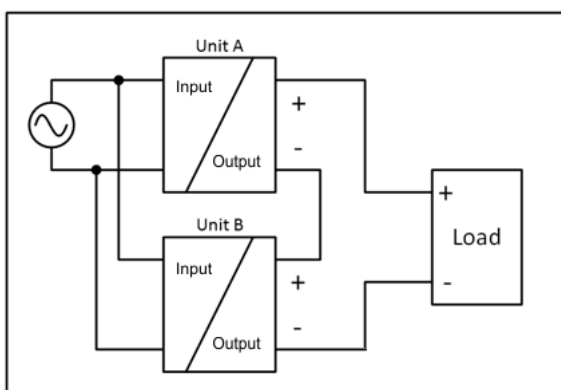 Unit A
Input
+
-
Output
Unit B
Input
+
-
Output
+
Load
-